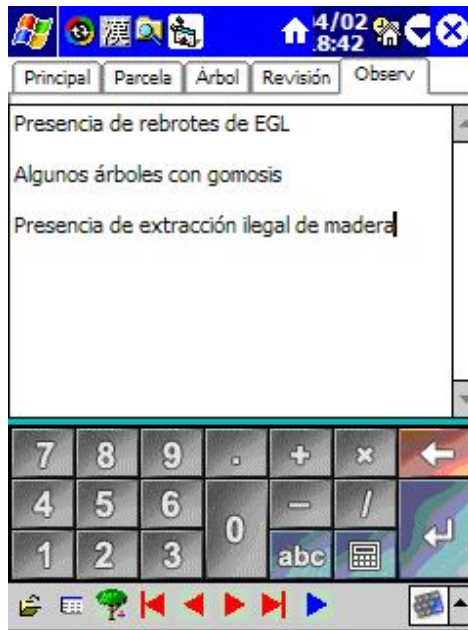 漢
4/02
8:42
Principal Parcela Árbol Revisión Observ
Presencia de rebrotes de EGL
Algunos árboles con gomosis
Presencia de extracción ilegal de madera
7 8 9 . + × ←
4 5 6 0 − / ↵
1 2 3 abc